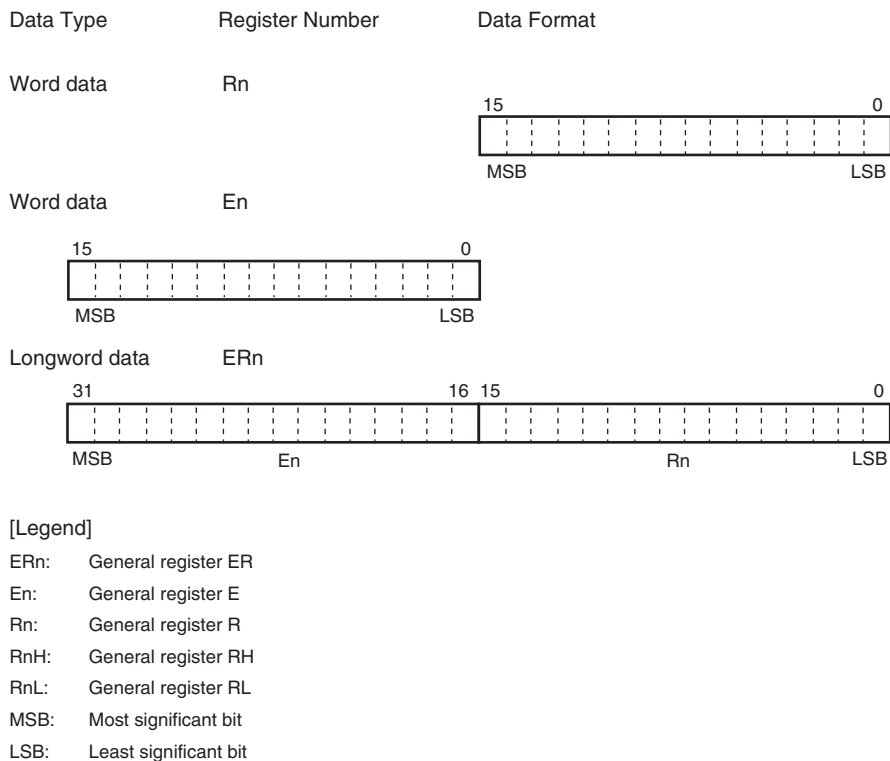 Data Type Register Number Data Format
Word data Rn
15 0
MSB LSB
Word data En
15 0
MSB LSB
Longword data ERn
31 16 15 0
MSB En Rn LSB
[Legend]
ERn: General register ER
En: General register E
Rn: General register R
RnH: General register RH
RnL: General register RL
MSB: Most significant bit
LSB: Least significant bit